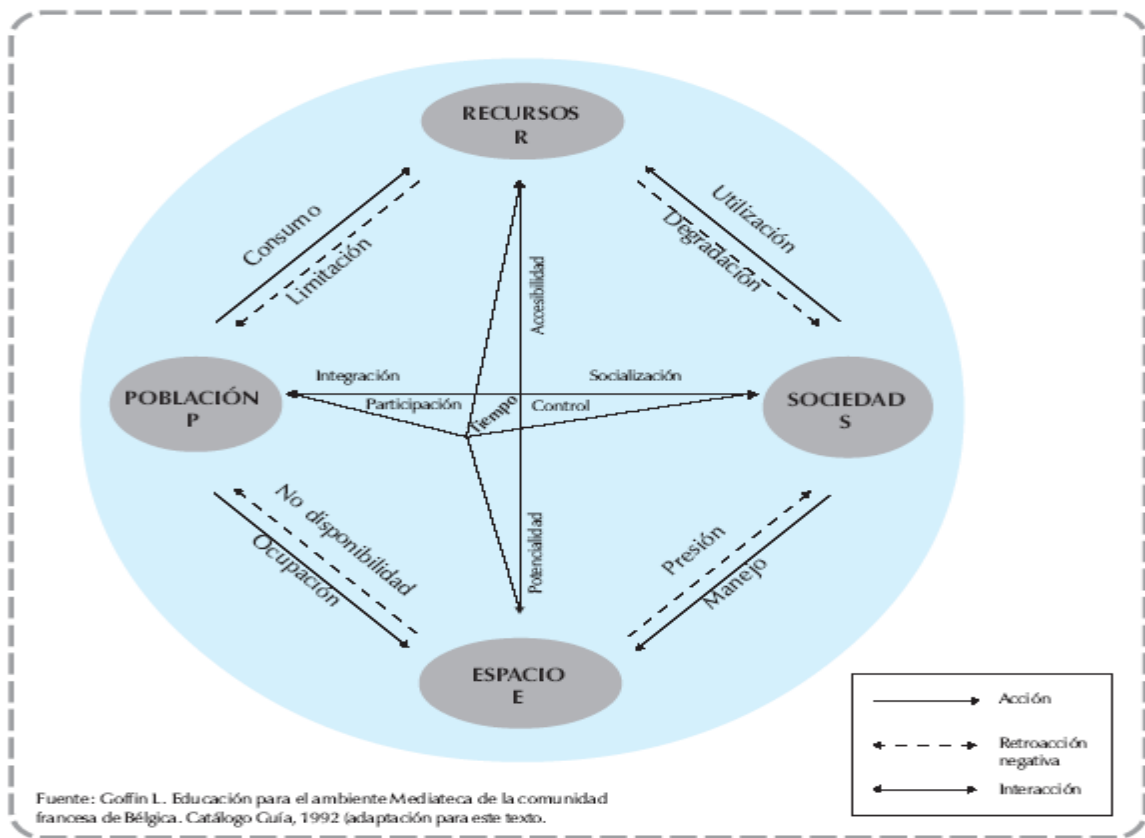 RECURSOS
R
Consumo
Limitación
Utilización
Degradación
Accesibilidad
POBLACIÓN
P
Integración
Socialización
Participación
Tiempo
Control
SOCIEDAD
S
No disponibilidad
Ocupación
Potencialidad
Presión
Manejo
ESPACIO
E
Acción
Retroacción
negativa
Interacción
Fuente: Goffin L. Educación para el ambiente Mediateca de la comunidad
francesa de Bélgica. Catálogo Guía, 1992 (adaptación para este texto.